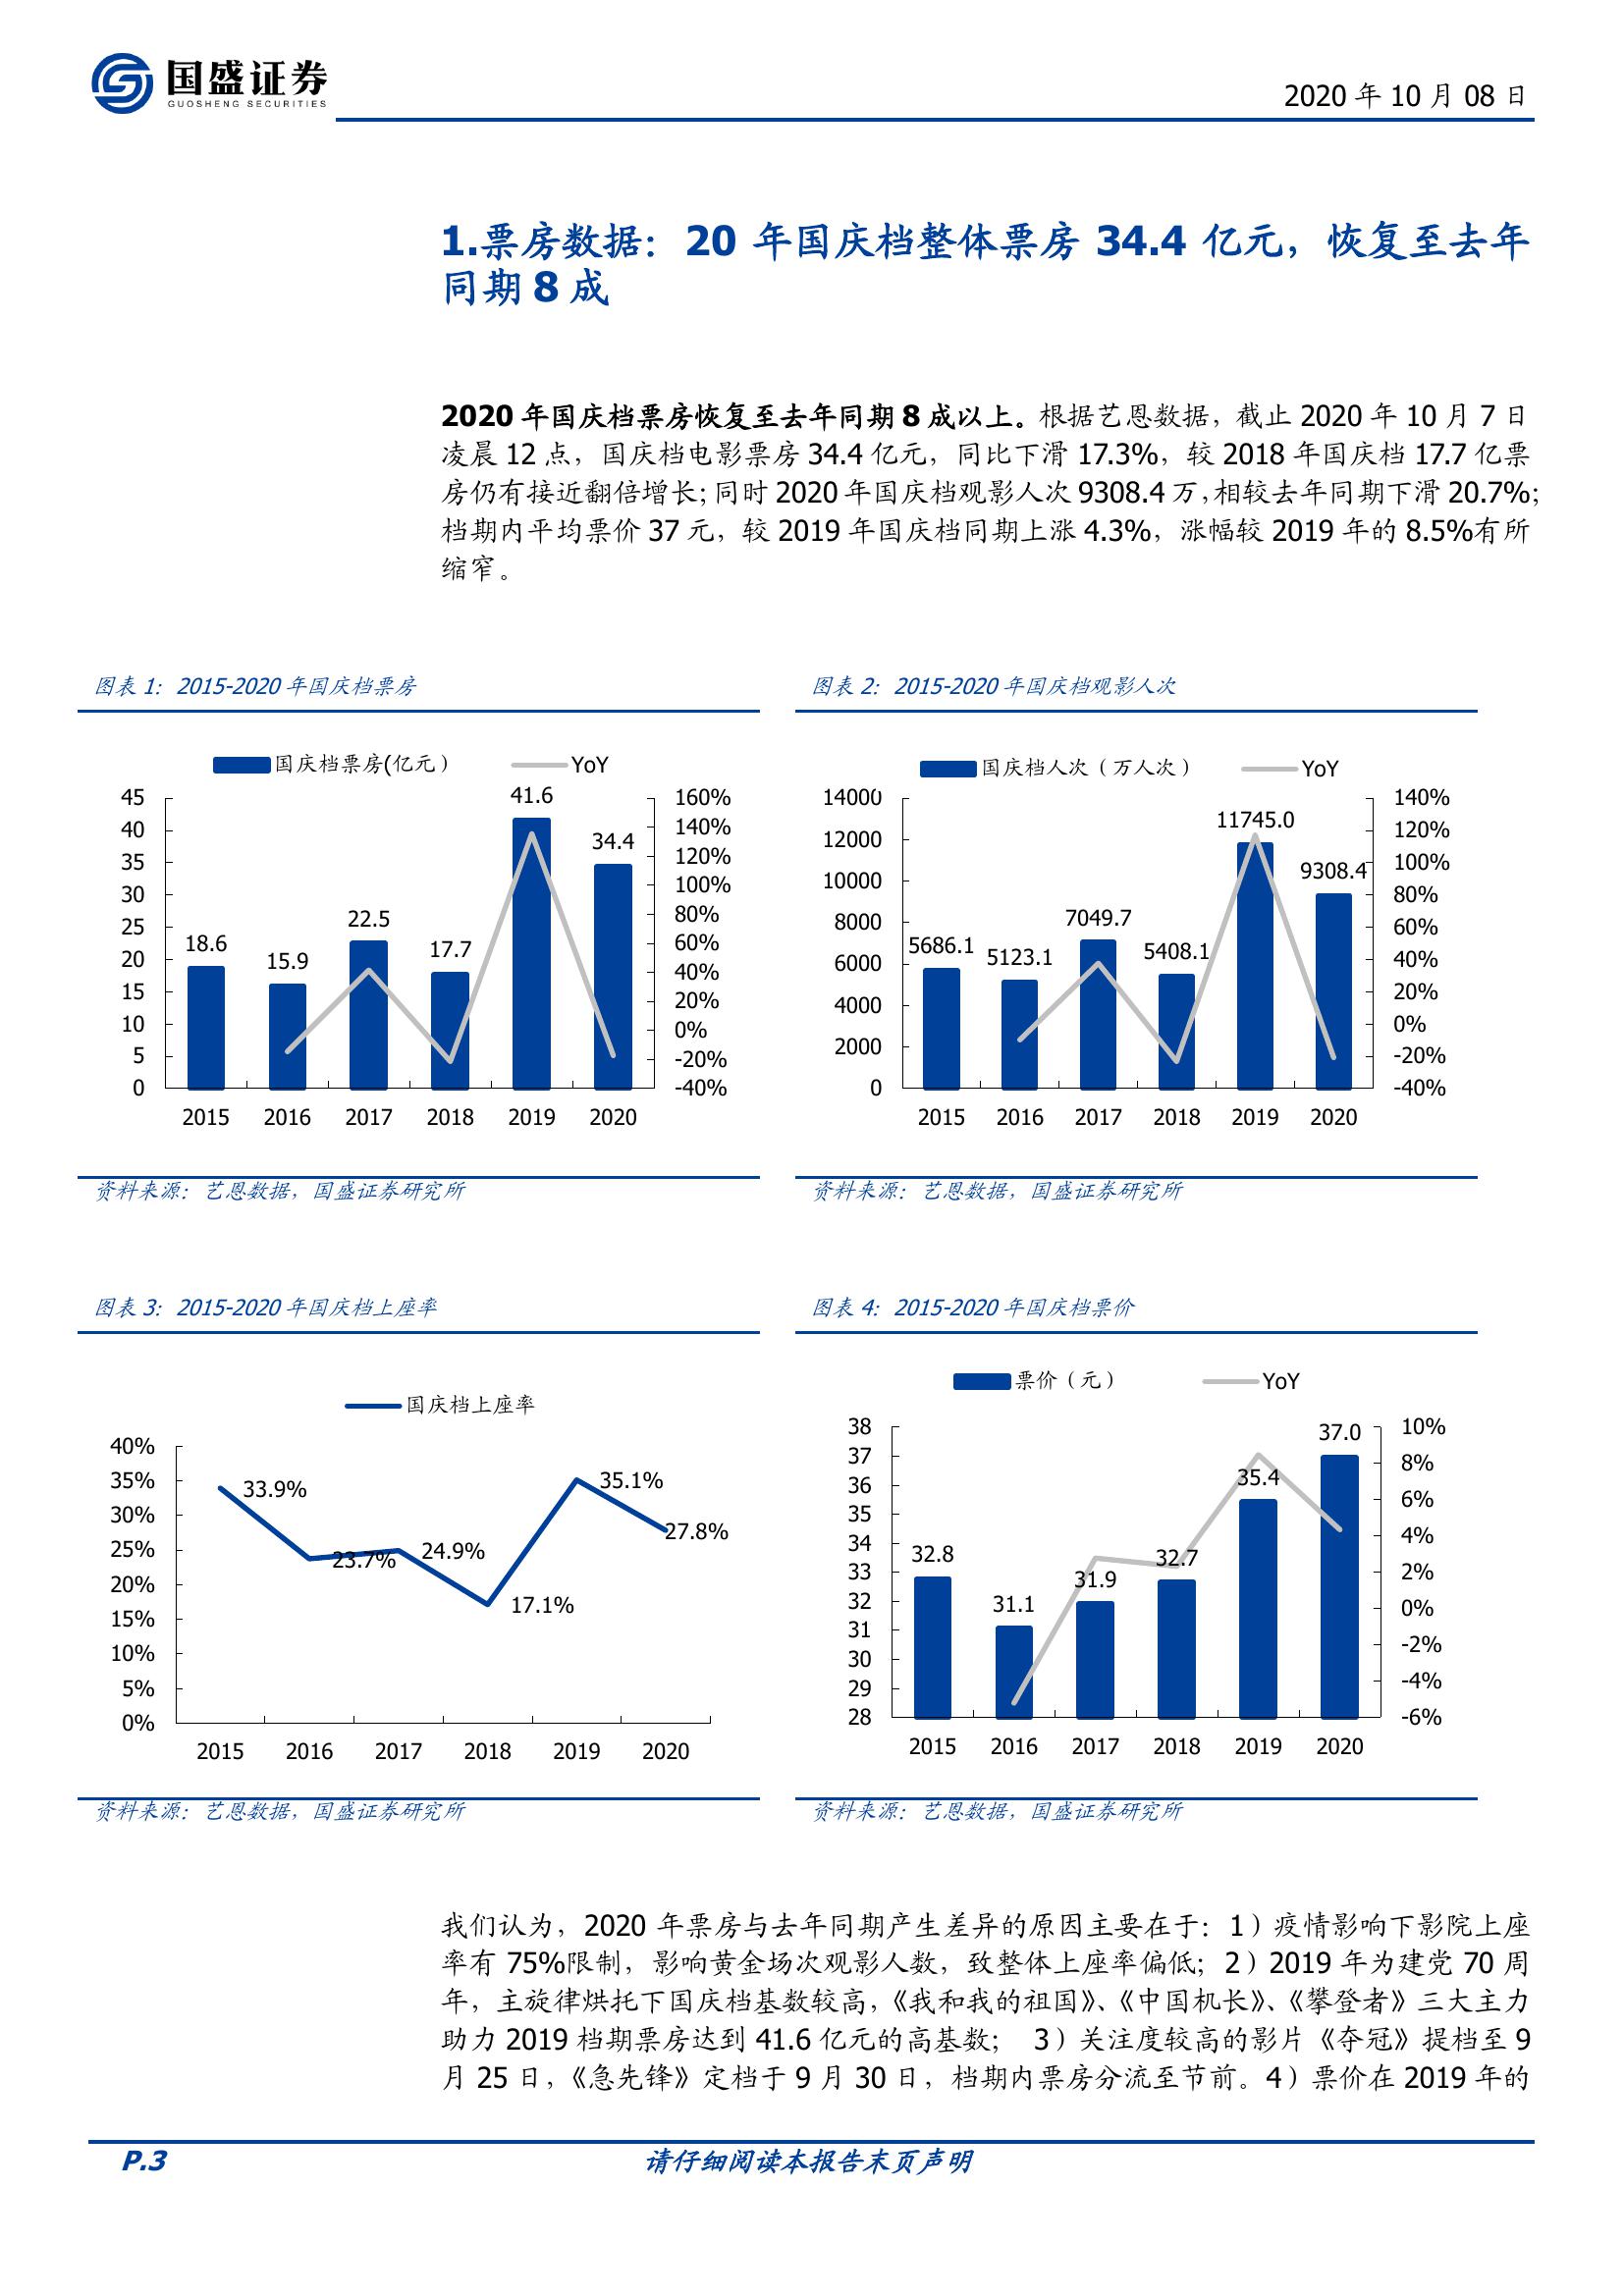 国盛证券
GUOSHENG SECURITIES
2020 年 10 月 08 日
1.票房数据：20 年国庆档整体票房 34.4 亿元，恢复至去年
同期 8 成
2020 年国庆档票房恢复至去年同期 8 成以上。根据艺恩数据，截止 2020 年 10 月 7 日
凌晨 12 点，国庆档电影票房 34.4 亿元，同比下滑 17.3%，较 2018 年国庆档 17.7 亿票
房仍有接近翻倍增长；同时 2020 年国庆档观影人次 9308.4 万，相较去年同期下滑 20.7%；
档期内平均票价 37 元，较 2019 年国庆档同期上涨 4.3%，涨幅较 2019 年的 8.5%有所
缩窄。
图表 1：2015-2020 年国庆档票房
国庆档票房(亿元） YoY
45
40
35
30
25
20
15
10
5
0
18.6
15.9
22.5
17.7
41.6
34.4
160%
140%
120%
100%
80%
60%
40%
20%
0%
-20%
-40%
2015 2016 2017 2018 2019 2020
资料来源：艺恩数据，国盛证券研究所
图表 2：2015-2020 年国庆档观影人次
国庆档人次（万人次） YoY
14000
12000
10000
8000
6000
4000
2000
0
5686.1
5123.1
7049.7
5408.1
11745.0
9308.4
140%
120%
100%
80%
60%
40%
20%
0%
-20%
-40%
2015 2016 2017 2018 2019 2020
资料来源：艺恩数据，国盛证券研究所
图表 3：2015-2020 年国庆档上座率
国庆档上座率
40%
35%
30%
25%
20%
15%
10%
5%
0%
33.9%
23.7%
24.9%
17.1%
35.1%
27.8%
2015 2016 2017 2018 2019 2020
资料来源：艺恩数据，国盛证券研究所
图表 4：2015-2020 年国庆档票价
票价（元） YoY
38
37
36
35
34
33
32
31
30
29
28
32.8
31.1
31.9
32.7
35.4
37.0
10%
8%
6%
4%
2%
0%
-2%
-4%
-6%
2015 2016 2017 2018 2019 2020
资料来源：艺恩数据，国盛证券研究所
我们认为，2020 年票房与去年同期产生差异的原因主要在于：1）疫情影响下影院上座
率有 75%限制，影响黄金场次观影人数，致整体上座率偏低；2）2019 年为建党 70 周
年，主旋律烘托下国庆档基数较高，《我和我的祖国》、《中国机长》、《攀登者》三大主力
助力 2019 档期票房达到 41.6 亿元的高基数； 3）关注度较高的影片《夺冠》提档至 9
月 25 日，《急先锋》定档于 9 月 30 日，档期内票房分流至节前。4）票价在 2019 年的
P.3
请仔细阅读本报告末页声明